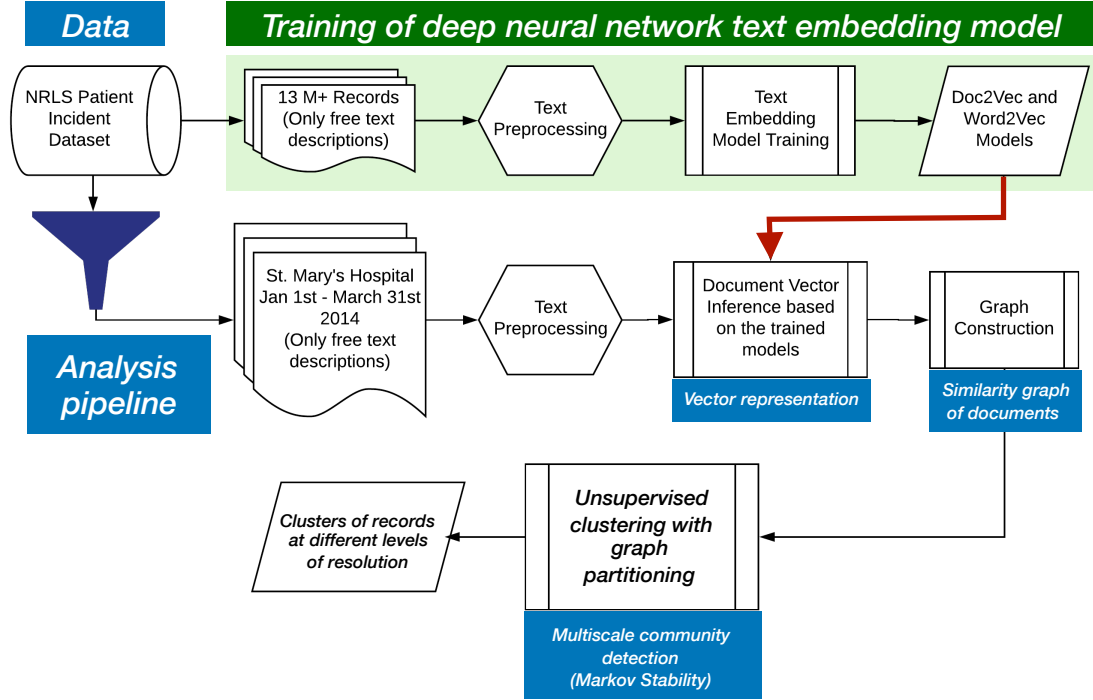 Data
Training of deep neural network text embedding model
NRLS Patient
Incident
Dataset
13 M+ Records
(Only free text
descriptions)
Text
Preprocessing
Text
Embedding
Model Training
Doc2Vec and
Word2Vec
Models
St. Mary's Hospital
Jan 1st - March 31st
2014
(Only free text
descriptions)
Text
Preprocessing
Document Vector
Inference based
on the trained
models
Graph
Construction
Analysis
pipeline
Vector representation
Similarity graph
of documents
Clusters of records
at different levels
of resolution
Unsupervised
clustering with
graph
partitioning
Multiscale community
detection
(Markov Stability)